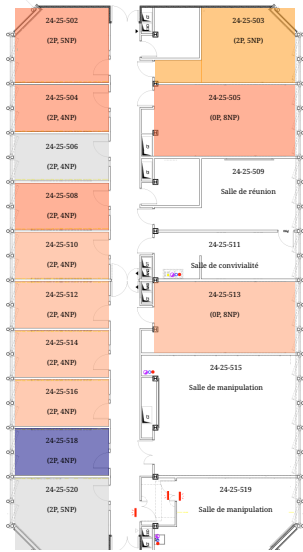 24-25-502
(2P, 5NP)
24-25-503
(2P, 5NP)
24-25-504
(2P, 4NP)
24-25-505
(0P, 8NP)
24-25-506
(2P, 4NP)
24-25-509
Salle de réunion
24-25-508
(2P, 4NP)
24-25-510
(2P, 4NP)
24-25-511
Salle de convivialité
24-25-512
(2P, 4NP)
24-25-513
(0P, 8NP)
24-25-514
(2P, 4NP)
24-25-515
Salle de manipulation
24-25-516
(2P, 4NP)
24-25-518
(2P, 4NP)
24-25-520
(2P, 5NP)
24-25-519
Salle de manipulation